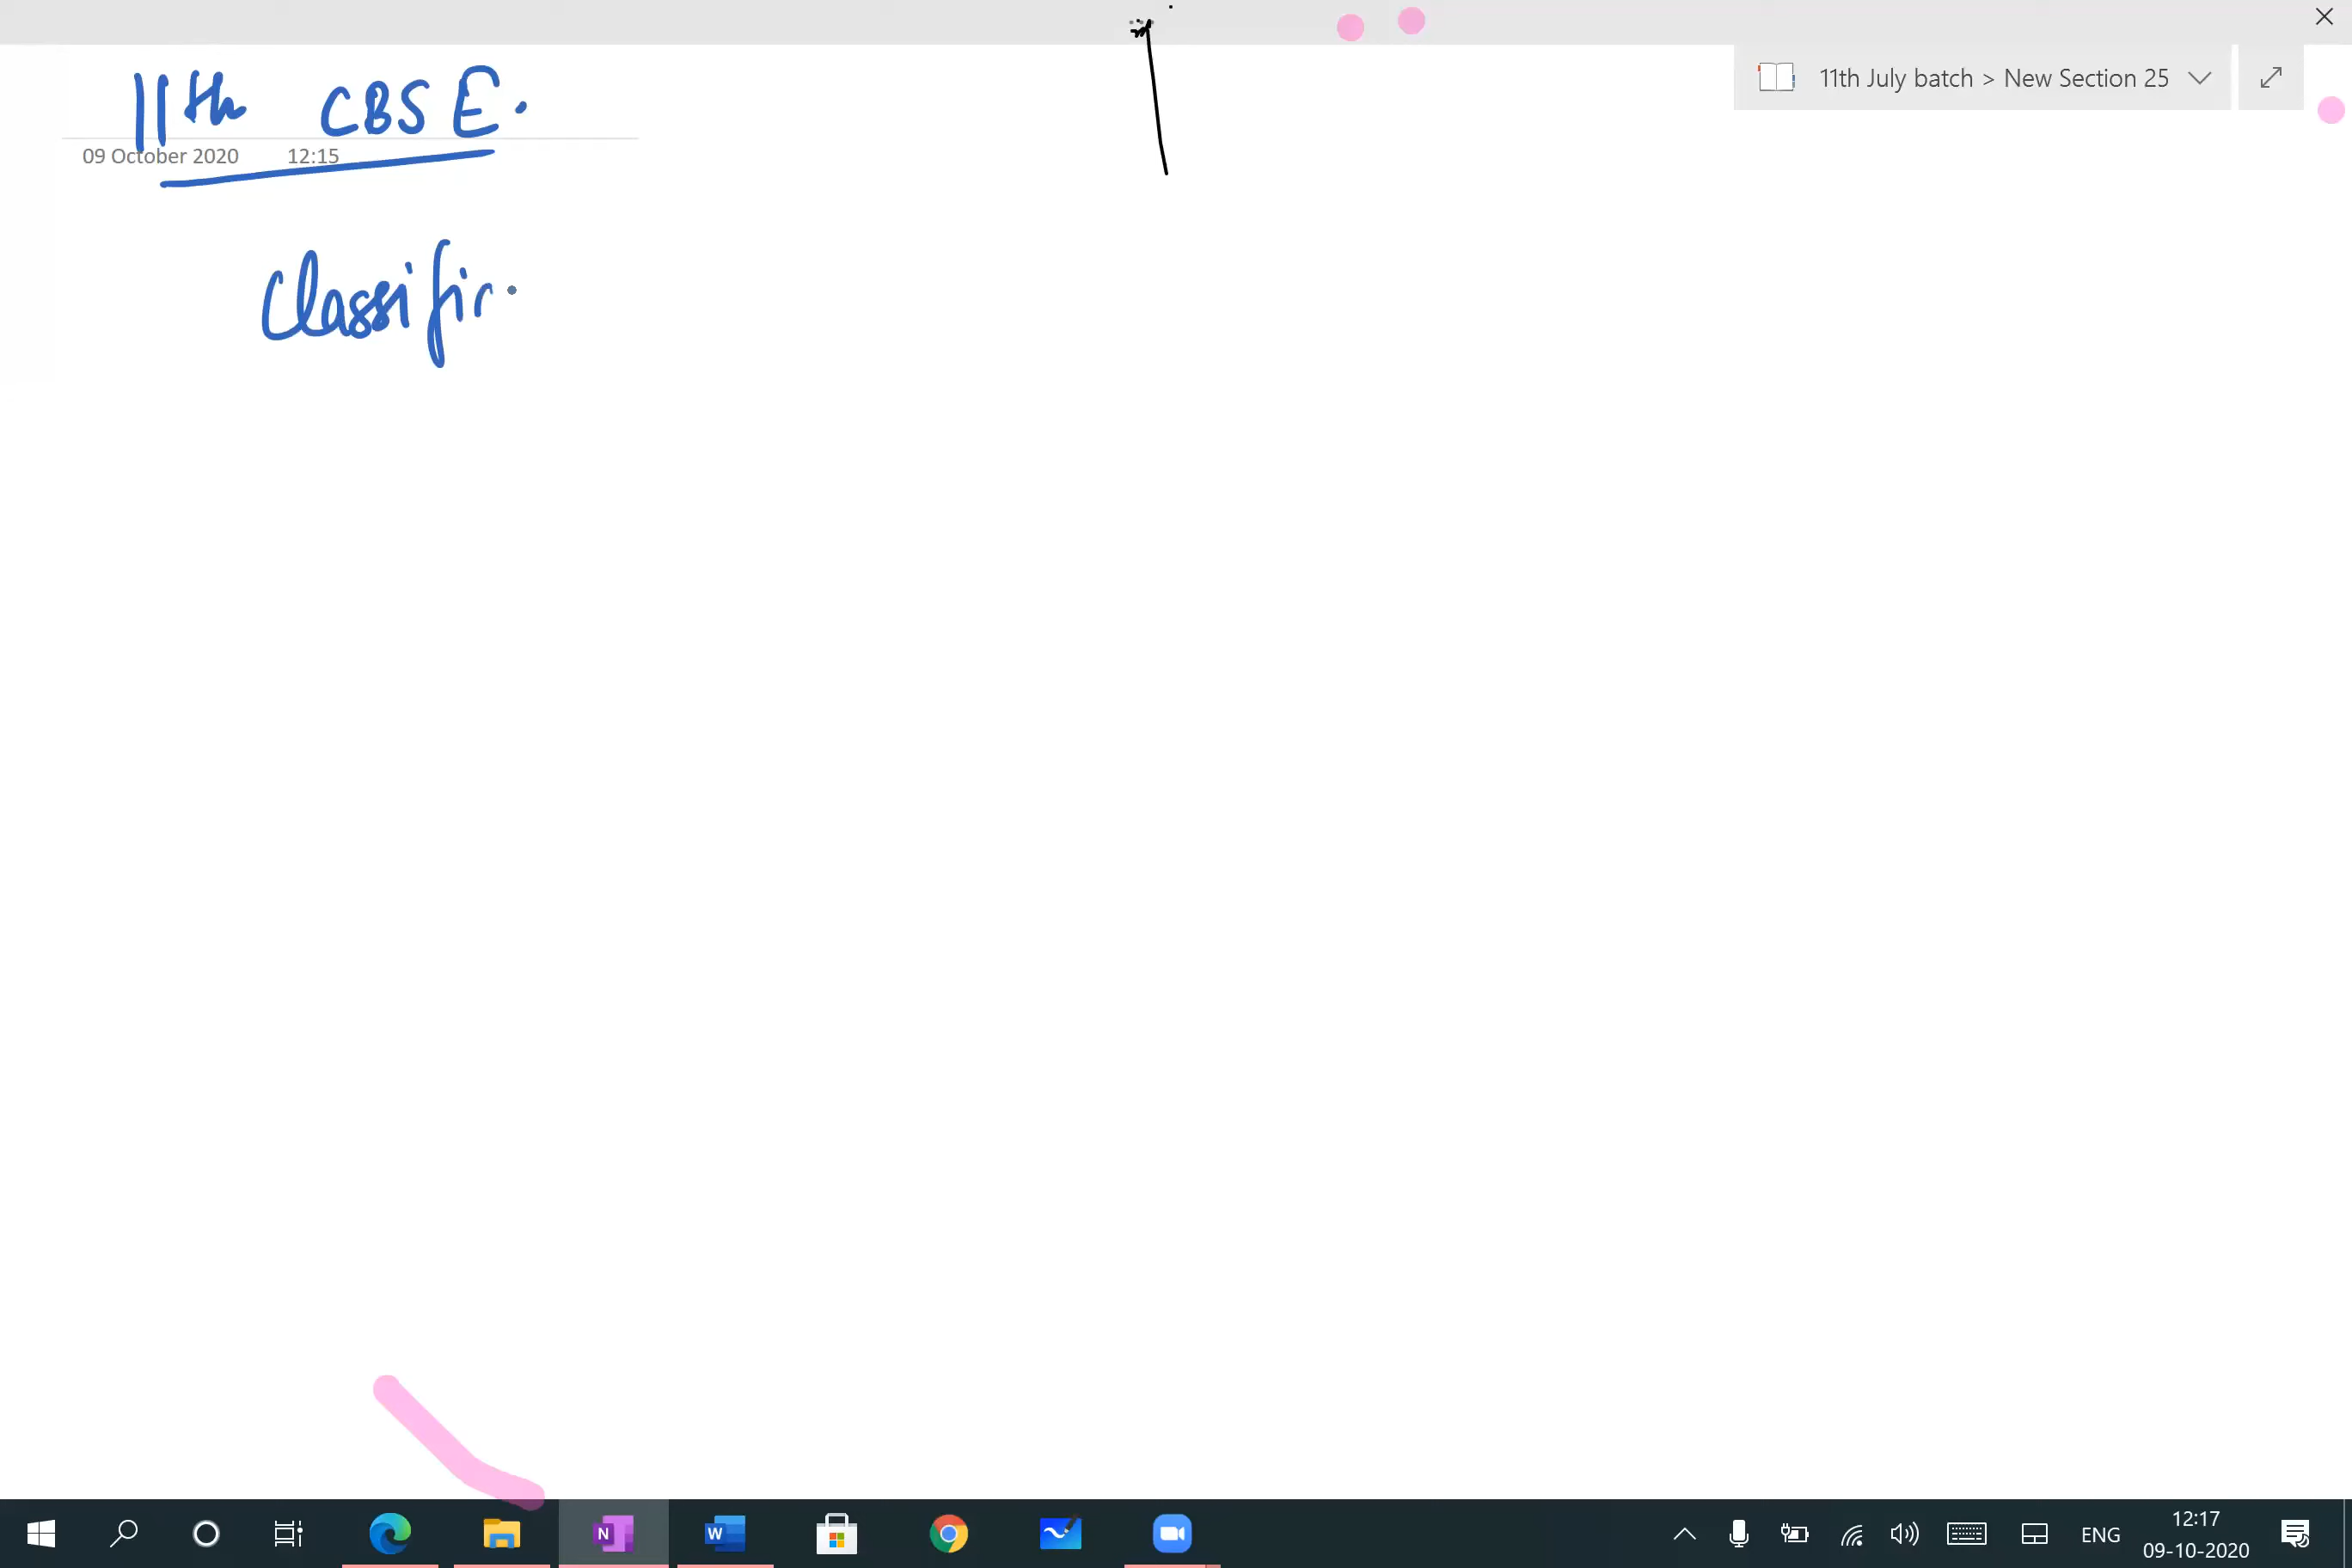 11th July batch > New Section 25
11th CBSE.
09 October 2020 12:15
Classific
ENG
12:17
09-10-2020